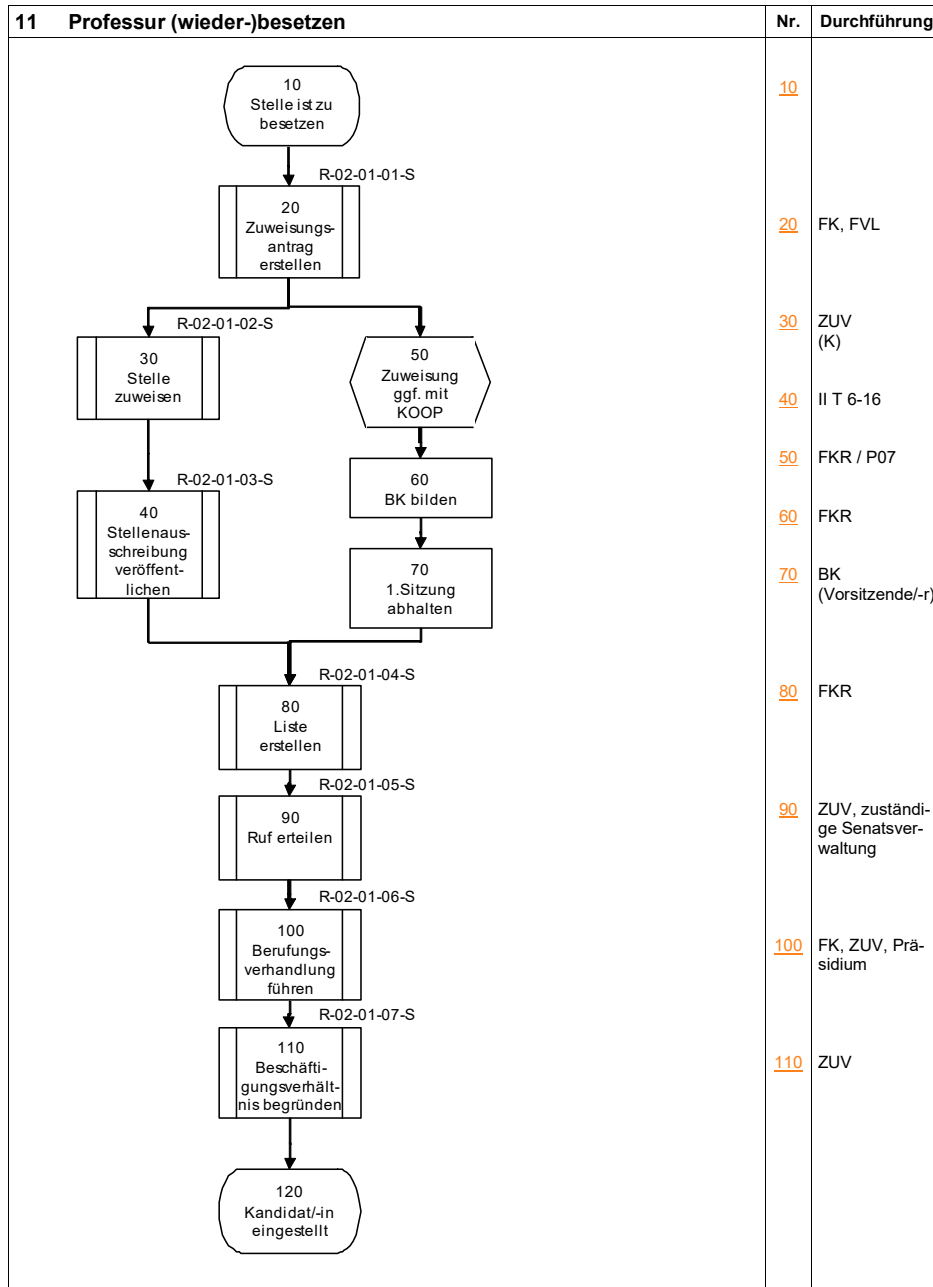 11 Professur (wieder-)besetzen
Nr.
Durchführung
10
Stelle ist zu
besetzen
10
R-02-01-01-S
20
Zuweisungs-
antrag
erstellen
20
FK, FVL
R-02-01-02-S
30
Stelle
zuweisen
50
Zuweisung
ggf. mit
KOOP
30
ZUV
(K)
40
II T 6-16
R-02-01-03-S
40
Stellenaus-
schreibung
veröffent-
lichen
60
BK bilden
50
FKR / P07
60
FKR
70
1.Sitzung
abhalten
70
BK
(Vorsitzende/-r)
R-02-01-04-S
80
Liste
erstellen
80
FKR
R-02-01-05-S
90
Ruf erteilen
90
ZUV, zuständi-
ge Senatsver-
waltung
R-02-01-06-S
100
Berufungs-
verhandlung
führen
100
FK, ZUV, Prä-
sidium
R-02-01-07-S
110
Beschäfti-
gungsverhält-
nis begründen
110
ZUV
120
Kandidat/-in
eingestellt